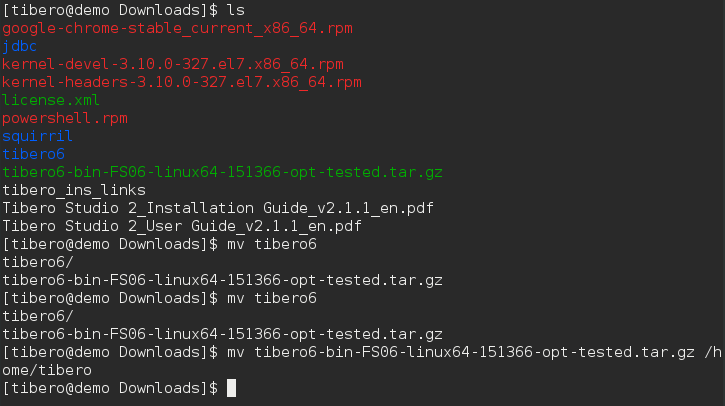 [tibero@demo Downloads]$ ls
google-chrome-stable_current_x86_64.rpm
jdbc
kernel-devel-3.10.0-327.el7.x86_64.rpm
kernel-headers-3.10.0-327.el7.x86_64.rpm
license.xml
powershell.rpm
squirril
tibero6
tibero6-bin-FS06-linux64-151366-opt-tested.tar.gz
tibero_ins_links
Tibero Studio 2_Installation Guide_v2.1.1_en.pdf
Tibero Studio 2_User Guide_v2.1.1_en.pdf
[tibero@demo Downloads]$ mv tibero6
tibero6/
tibero6-bin-FS06-linux64-151366-opt-tested.tar.gz
[tibero@demo Downloads]$ mv tibero6
tibero6/
tibero6-bin-FS06-linux64-151366-opt-tested.tar.gz
[tibero@demo Downloads]$ mv tibero6-bin-FS06-linux64-151366-opt-tested.tar.gz /h
ome/tibero
[tibero@demo Downloads]$